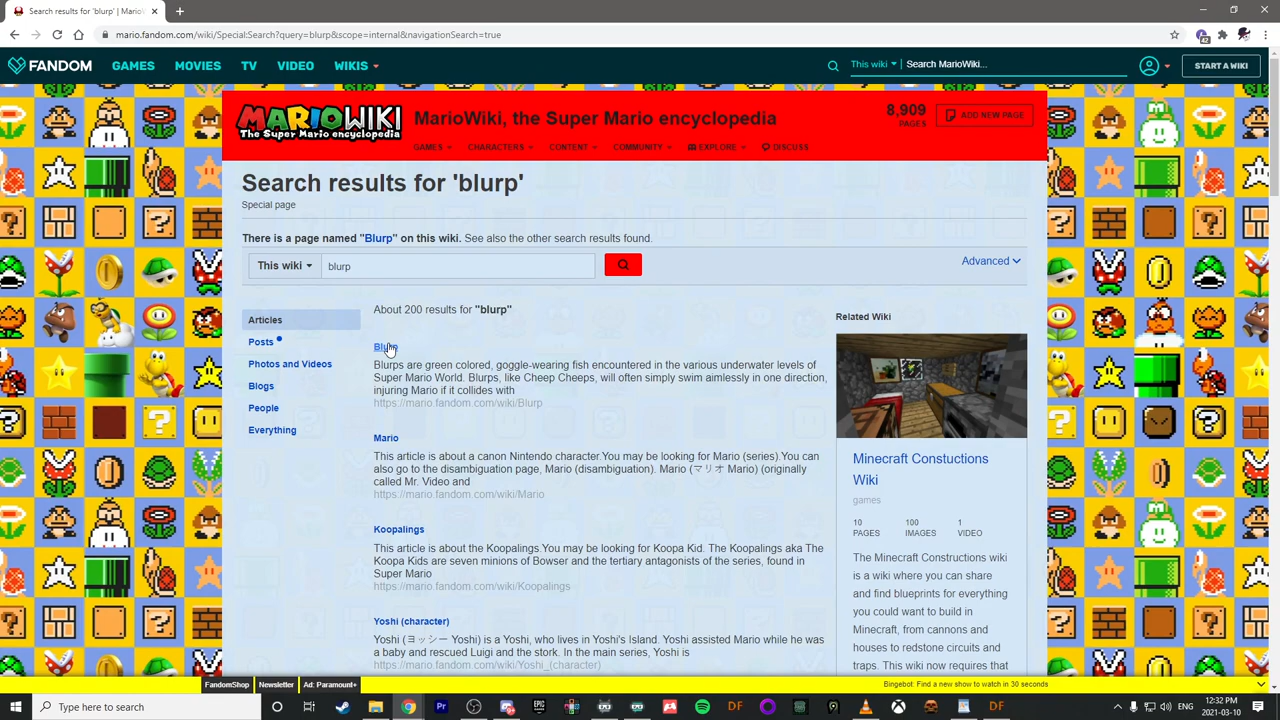 Search results for "blurp" | Mari
mario.fandom.com/wiki/Special:Search?query=blurp&scope=internal&navigationSearch=true
42
FANDOM GAMES MOVIES TV VIDEO WIKIS This wiki Search MarioWiki... START A WIKI
MARIOWIKI
The Super Mario encyclopedia
MarioWiki, the Super Mario encyclopedia
8,909
PAGES
ADD NEW PAGE
GAMES CHARACTERS CONTENT COMMUNITY EXPLORE DISCUSS
Search results for 'blurp'
Special page
There is a page named "Blurp" on this wiki. See also the other search results found.
This wiki blurp Advanced
Articles
Posts
Photos and Videos
Blogs
People
Everything
About 200 results for "blurp"
Blurp
Blurps are green colored, goggle-wearing fish encountered in the various underwater levels of
Super Mario World. Blurps, like Cheep Cheeps, will often simply swim aimlessly in one direction,
injuring Mario if it collides with
https://mario.fandom.com/wiki/Blurp
Mario
This article is about a canon Nintendo character.You may be looking for Mario (series).You can
also go to the disambiguation page, Mario (disambiguation). Mario (マリオ Mario) (originally
called Mr. Video and
https://mario.fandom.com/wiki/Mario
Koopalings
This article is about the Koopalings.You may be looking for Koopa Kid. The Koopalings aka The
Koopa Kids are seven minions of Bowser and the tertiary antagonists of the series, found in
Super Mario
https://mario.fandom.com/wiki/Koopalings
Yoshi (character)
Yoshi (ヨッシー Yoshi) is a Yoshi, who lives in Yoshi's Island. Yoshi assisted Mario while he was
a baby and rescued Luigi and the stork. In the main series, Yoshi is
https://mario.fandom.com/wiki/Yoshi_(character)
Related Wiki
Minecraft Constuctions
Wiki
games
10 100 1
PAGES IMAGES VIDEO
The Minecraft Constructions wiki
is a wiki where you can share
and find blueprints for everything
you could want to build in
Minecraft, from cannons and
houses to redstone circuits and
traps. This wiki now requires that
FandomShop Newsletter Ad: Paramount+ Bingebot: Find a new show to watch in 30 seconds
Type here to search
Pr
EPIC
GAMES
DF
DF
ENG
12:32 PM
2021-03-10